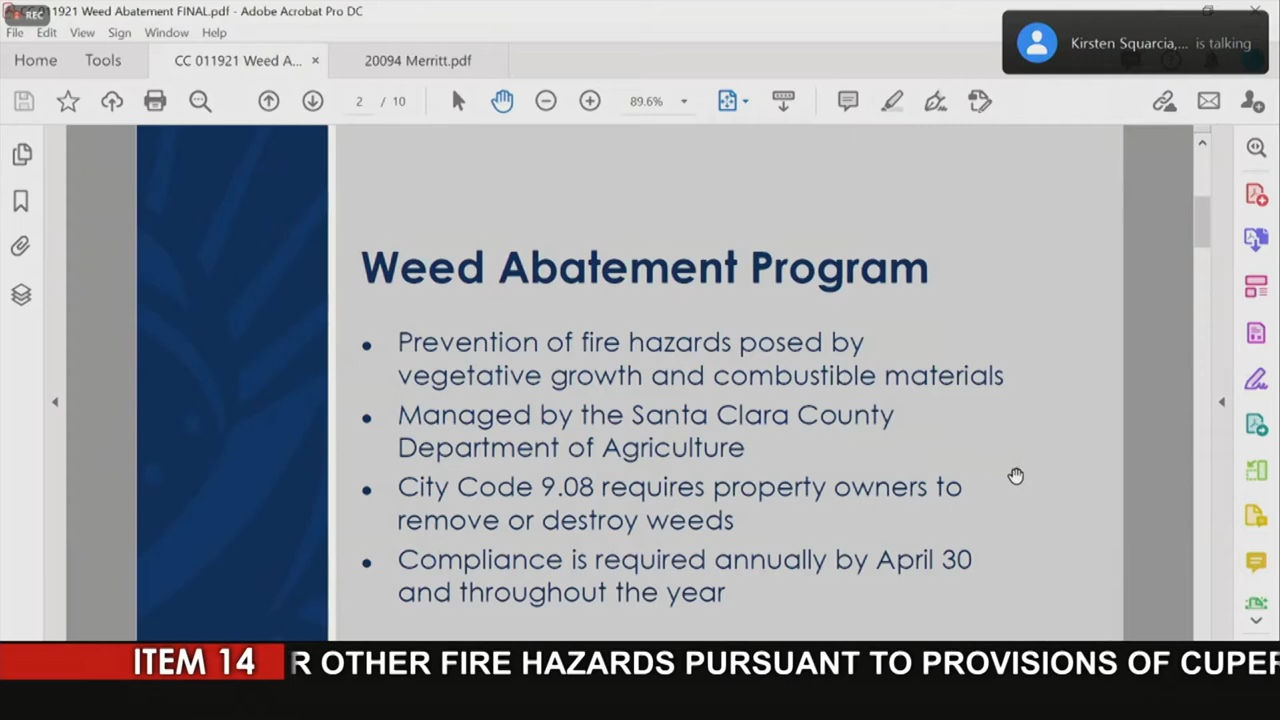 REC
011921 Weed Abatement FINAL.pdf - Adobe Acrobat Pro DC
File Edit View Sign Window Help
Kirsten Squarcia,... is talking
Home Tools CC 011921 Weed A... × 20094 Merritt.pdf
2 / 10 89.6%
Weed Abatement Program
• Prevention of fire hazards posed by
vegetative growth and combustible materials
• Managed by the Santa Clara County
Department of Agriculture
• City Code 9.08 requires property owners to
remove or destroy weeds
• Compliance is required annually by April 30
and throughout the year
ITEM 14 R OTHER FIRE HAZARDS PURSUANT TO PROVISIONS OF CUPER